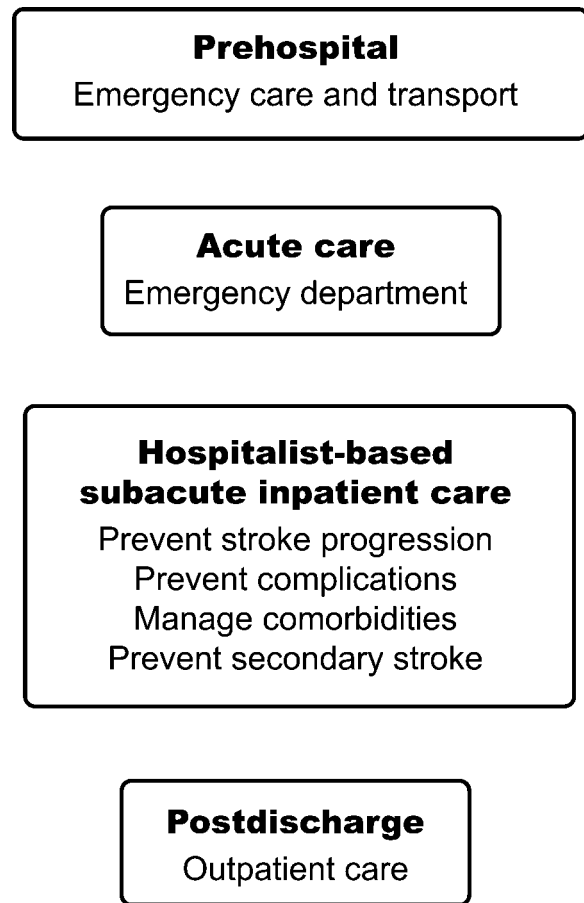 Prehospital
Emergency care and transport
Acute care
Emergency department
Hospitalist-based
subacute inpatient care
Prevent stroke progression
Prevent complications
Manage comorbidities
Prevent secondary stroke
Postdischarge
Outpatient care